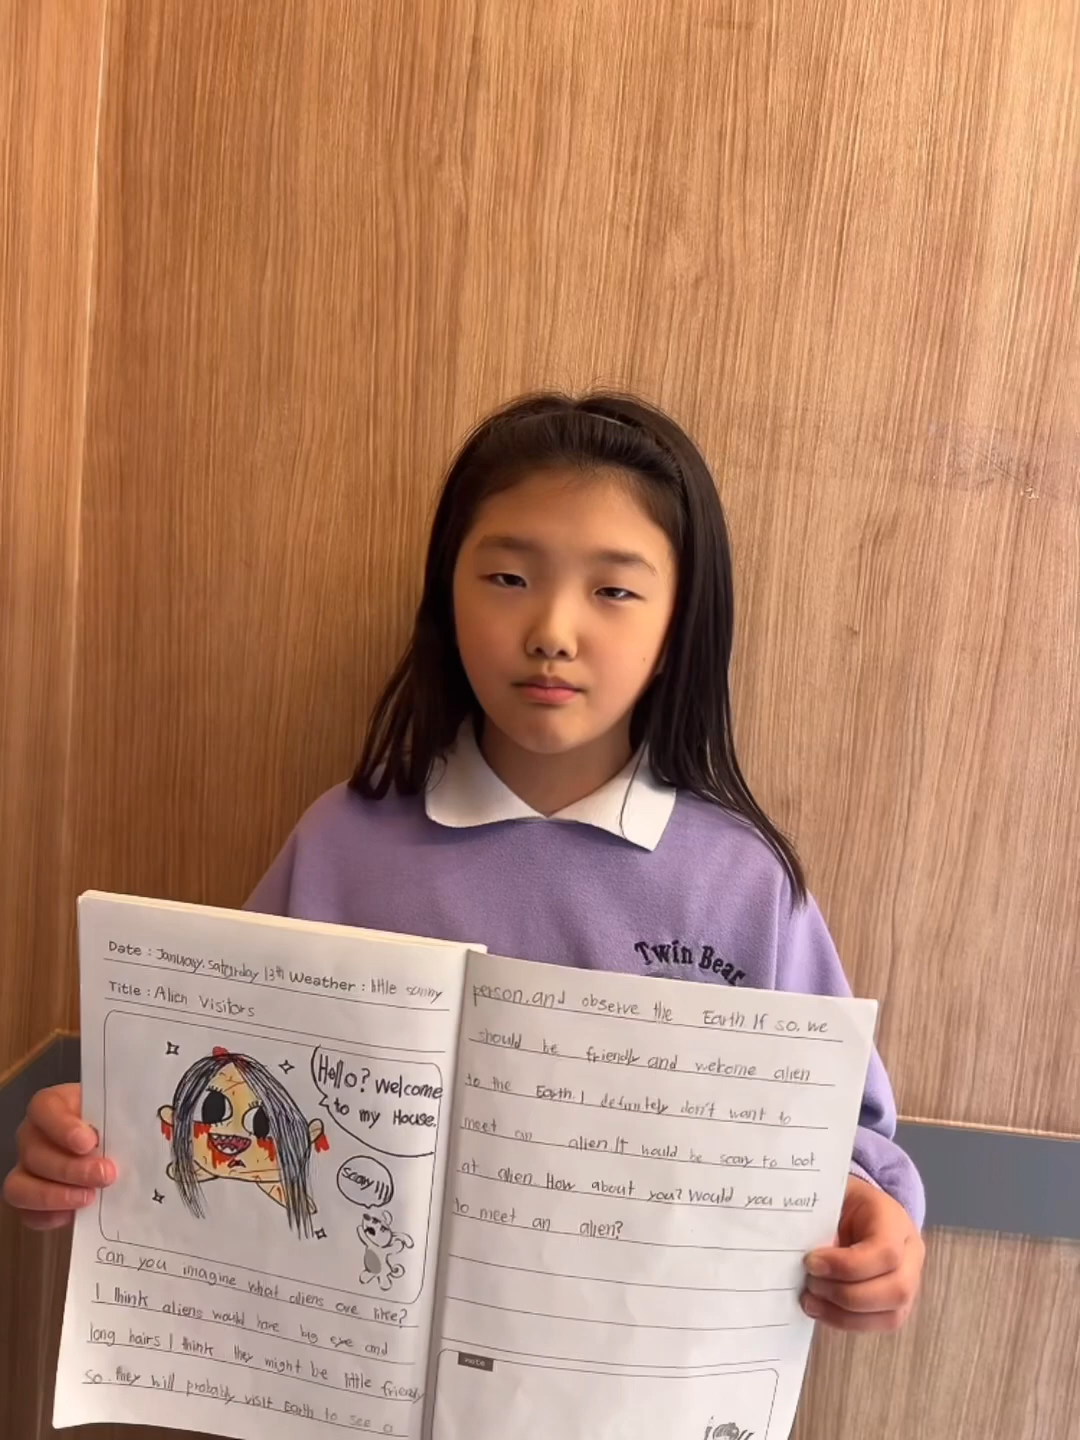 Twin Bear
Date : January. saturday 13th Weather : little sunny
Title : Alien Visitors
Hello? Welcome
to my House.
scary!!!
Can you imagine what aliens are like?
I think aliens would have big eye and
long hairs I think they might be little friendly
so. they will probably visit Earth to see a
person. and observe the Earth. If so. we
should be friendly and welcome alien
to the Earth. I definitely don't want to
meet an alien. It would be scary to look
at alien. How about you? Would you want
to meet an alien?
note